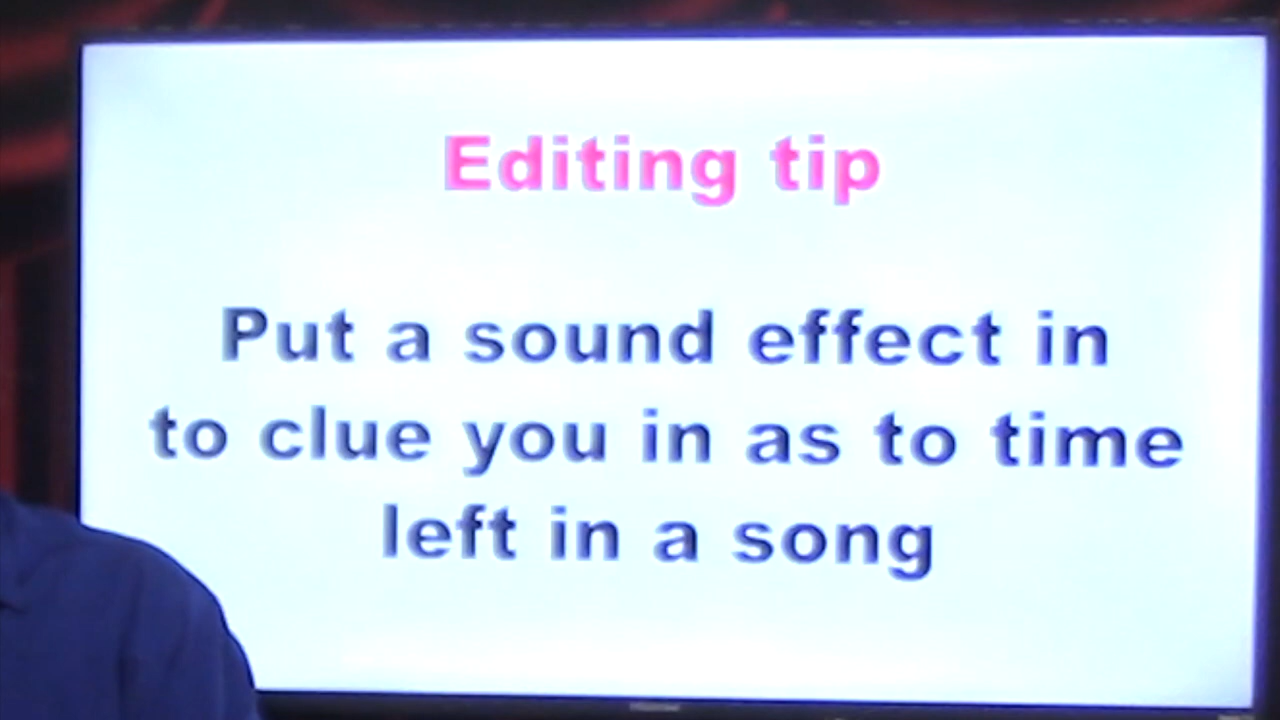 Editing tip
Put a sound effect in
to clue you in as to time
left in a song